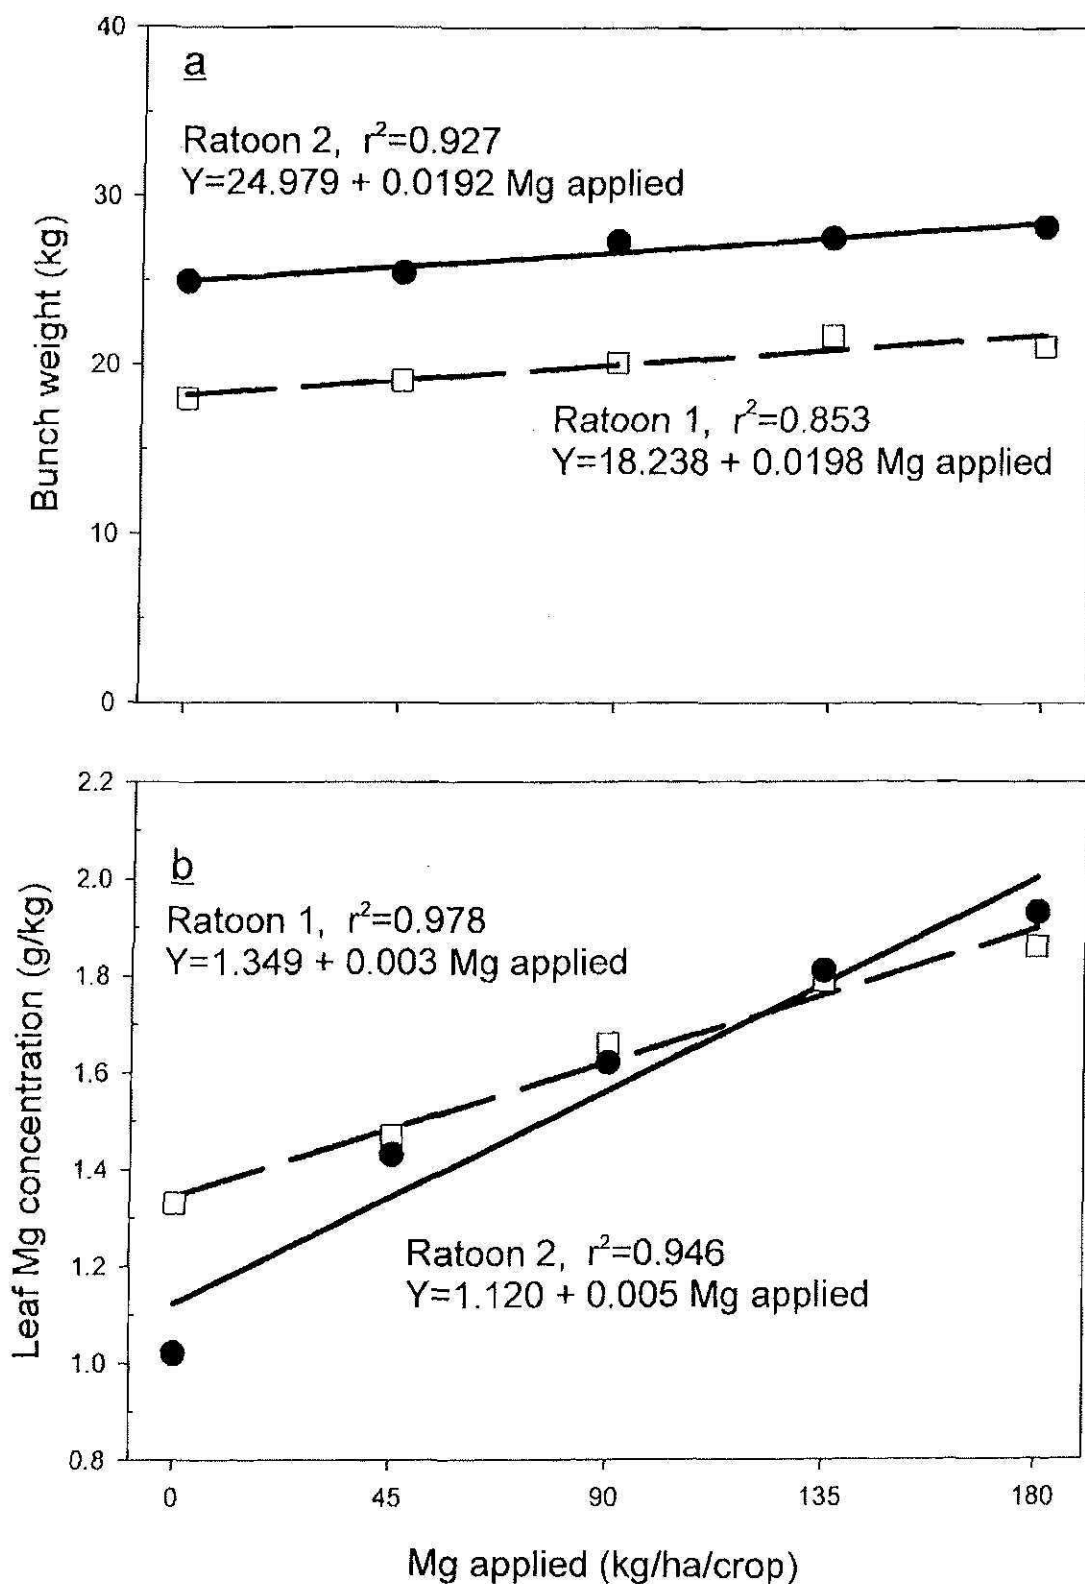 40
a
Ratoon 2, r²=0.927
Y=24.979 + 0.0192 Mg applied
30
20
Ratoon 1, r²=0.853
Y=18.238 + 0.0198 Mg applied
10
0
Bunch weight (kg)
2.2
b
2.0
Ratoon 1, r²=0.978
Y=1.349 + 0.003 Mg applied
1.8
1.6
1.4
Ratoon 2, r²=0.946
1.2
Y=1.120 + 0.005 Mg applied
1.0
0.8
Leaf Mg concentration (g/kg)
0 45 90 135 180
Mg applied (kg/ha/crop)